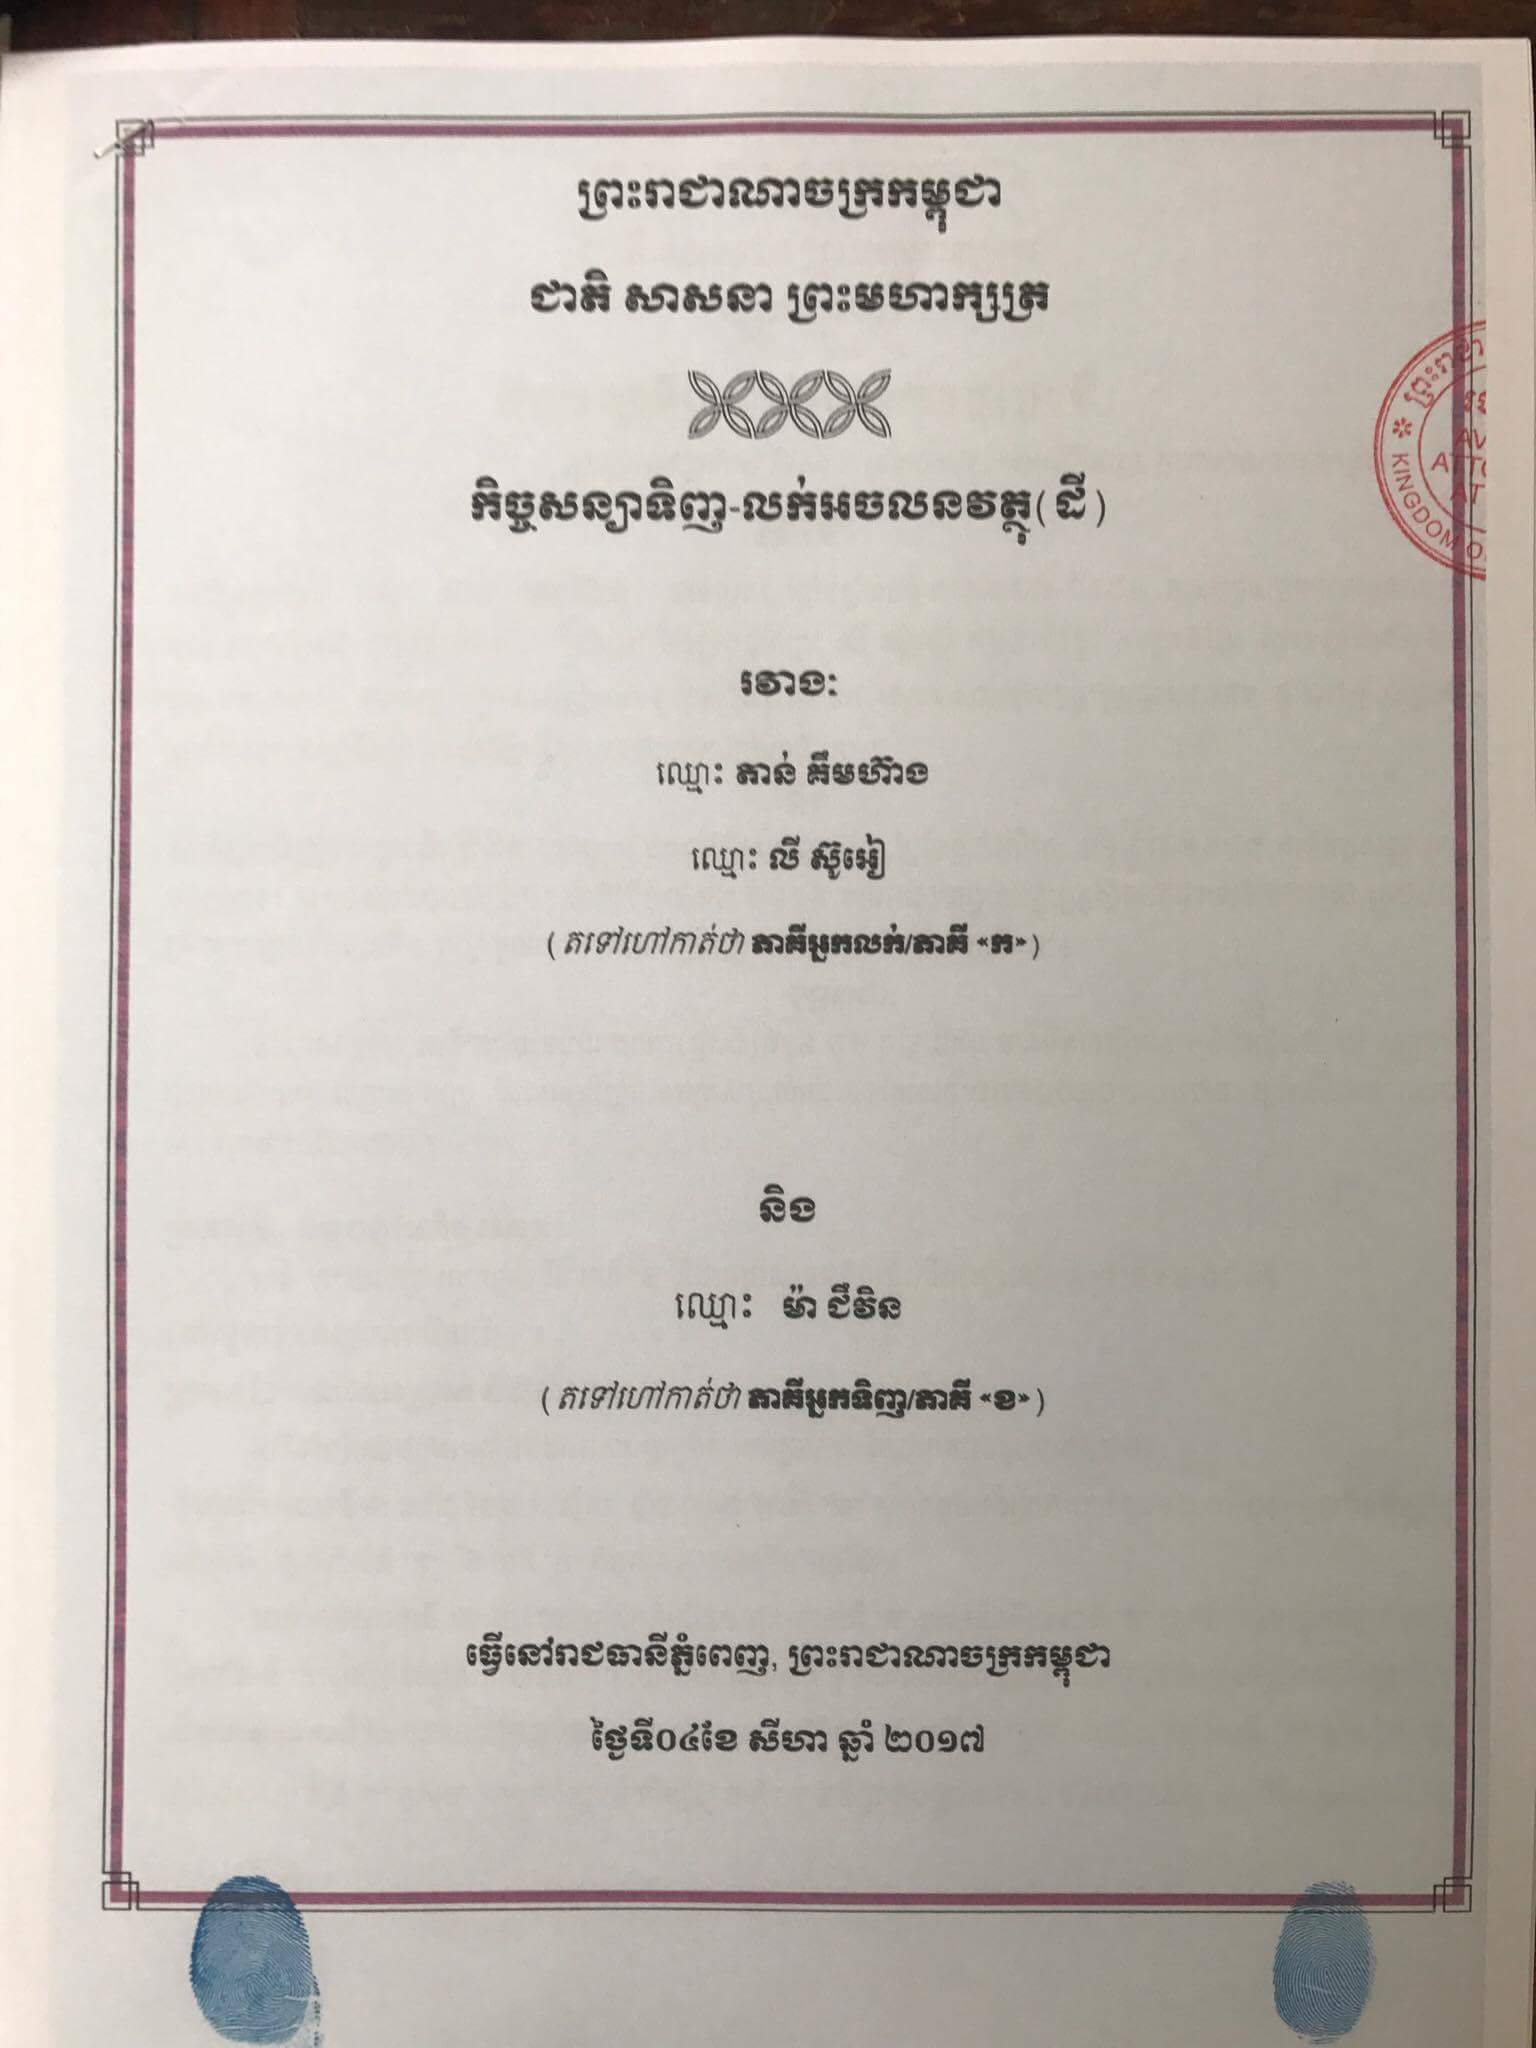 ព្រះរាជាណាចក្រកម្ពុជា
ជាតិ សាសនា ព្រះមហាក្សត្រ
កិច្ចសន្យាទិញ-លក់អចលនវត្ថុ(ដី)
រវាងៈ
ឈ្មោះ តាន់ គឹមហ៊ាង
ឈ្មោះ លី ស៊ូអៀ
(តទៅហៅកាត់ថា ភាគីអ្នកលក់/ភាគី «ក»)
និង
ឈ្មោះ ម៉ា ជឺវិន
(តទៅហៅកាត់ថា ភាគីអ្នកទិញ/ភាគី «ខ»)
ធ្វើនៅរាជធានីភ្នំពេញ, ព្រះរាជាណាចក្រកម្ពុជា
ថ្ងៃទី០៤ខែ សីហា ឆ្នាំ ២០១៧
ព្រះរាជា
KINGDOM O